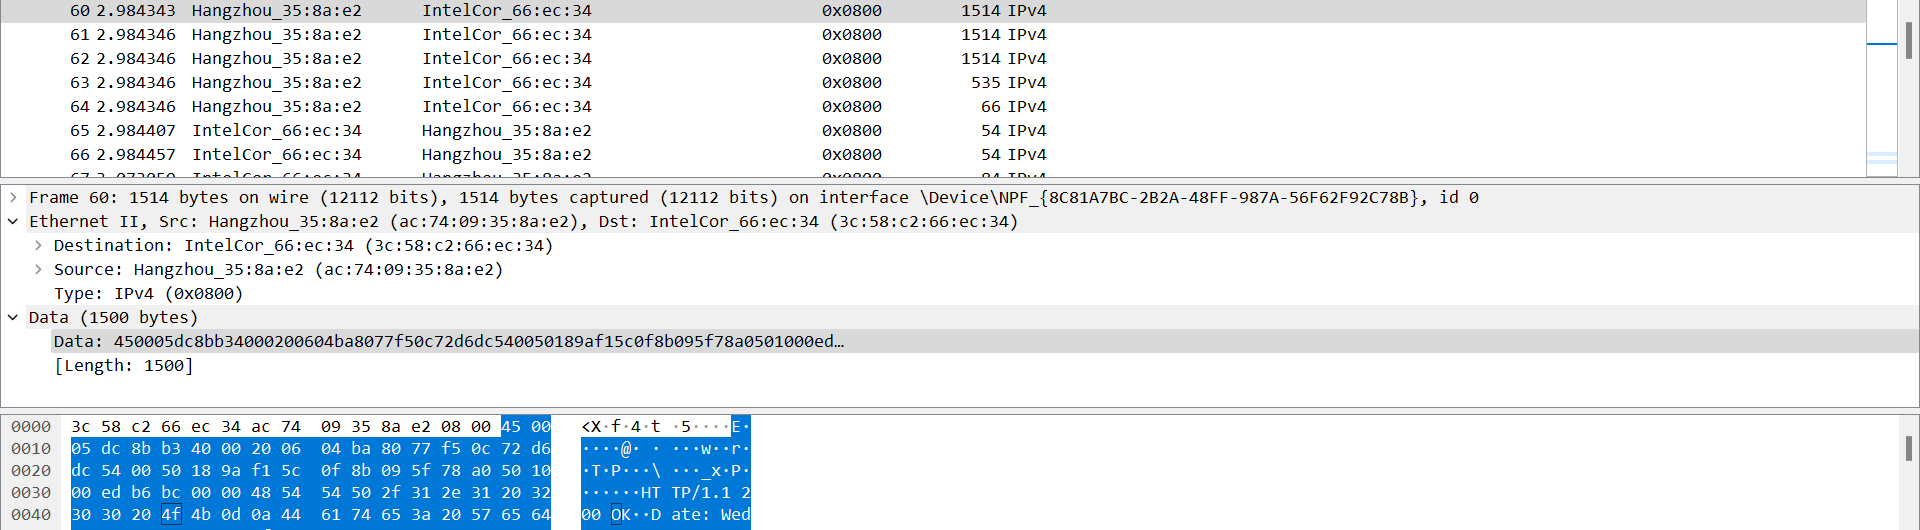 60 2.984343 Hangzhou_35:8a:e2 IntelCor_66:ec:34 0x0800 1514 IPv4
61 2.984346 Hangzhou_35:8a:e2 IntelCor_66:ec:34 0x0800 1514 IPv4
62 2.984346 Hangzhou_35:8a:e2 IntelCor_66:ec:34 0x0800 1514 IPv4
63 2.984346 Hangzhou_35:8a:e2 IntelCor_66:ec:34 0x0800 535 IPv4
64 2.984346 Hangzhou_35:8a:e2 IntelCor_66:ec:34 0x0800 66 IPv4
65 2.984407 IntelCor_66:ec:34 Hangzhou_35:8a:e2 0x0800 54 IPv4
66 2.984457 IntelCor_66:ec:34 Hangzhou_35:8a:e2 0x0800 54 IPv4
Frame 60: 1514 bytes on wire (12112 bits), 1514 bytes captured (12112 bits) on interface \Device\NPF_{8C81A7BC-2B2A-48FF-987A-56F62F92C78B}, id 0
Ethernet II, Src: Hangzhou_35:8a:e2 (ac:74:09:35:8a:e2), Dst: IntelCor_66:ec:34 (3c:58:c2:66:ec:34)
Destination: IntelCor_66:ec:34 (3c:58:c2:66:ec:34)
Source: Hangzhou_35:8a:e2 (ac:74:09:35:8a:e2)
Type: IPv4 (0x0800)
Data (1500 bytes)
Data: 450005dc8bb34000200604ba8077f50c72d6dc540050189af15c0f8b095f78a0501000ed…
[Length: 1500]
0000 3c 58 c2 66 ec 34 ac 74 09 35 8a e2 08 00 45 00 <X·f·4·t ·5····E·
0010 05 dc 8b b3 40 00 20 06 04 ba 80 77 f5 0c 72 d6 ····@· · ···w··r·
0020 dc 54 00 50 18 9a f1 5c 0f 8b 09 5f 78 a0 50 10 ·T·P···\ ···_x·P·
0030 00 ed b6 bc 00 00 48 54 54 50 2f 31 2e 31 20 32 ······HT TP/1.1 2
0040 30 30 20 4f 4b 0d 0a 44 61 74 65 3a 20 57 65 64 00 OK··D ate: Wed